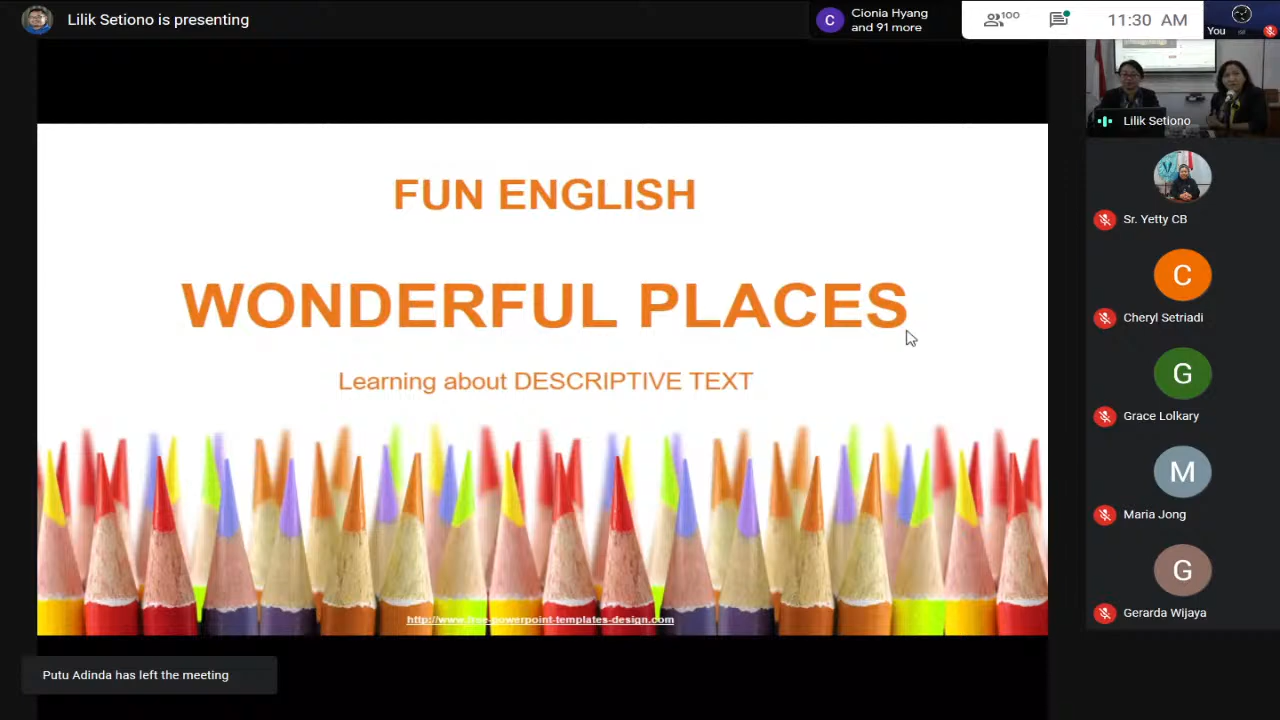 Lilik Setiono is presenting
C
Cionia Hyang
and 91 more
100
11:30 AM
You
FUN ENGLISH
WONDERFUL PLACES
Learning about DESCRIPTIVE TEXT
http://www.free-powerpoint-templates-design.com
Putu Adinda has left the meeting
Lilik Setiono
Sr. Yetty CB
C
Cheryl Setriadi
G
Grace Lolkary
M
Maria Jong
G
Gerarda Wijaya